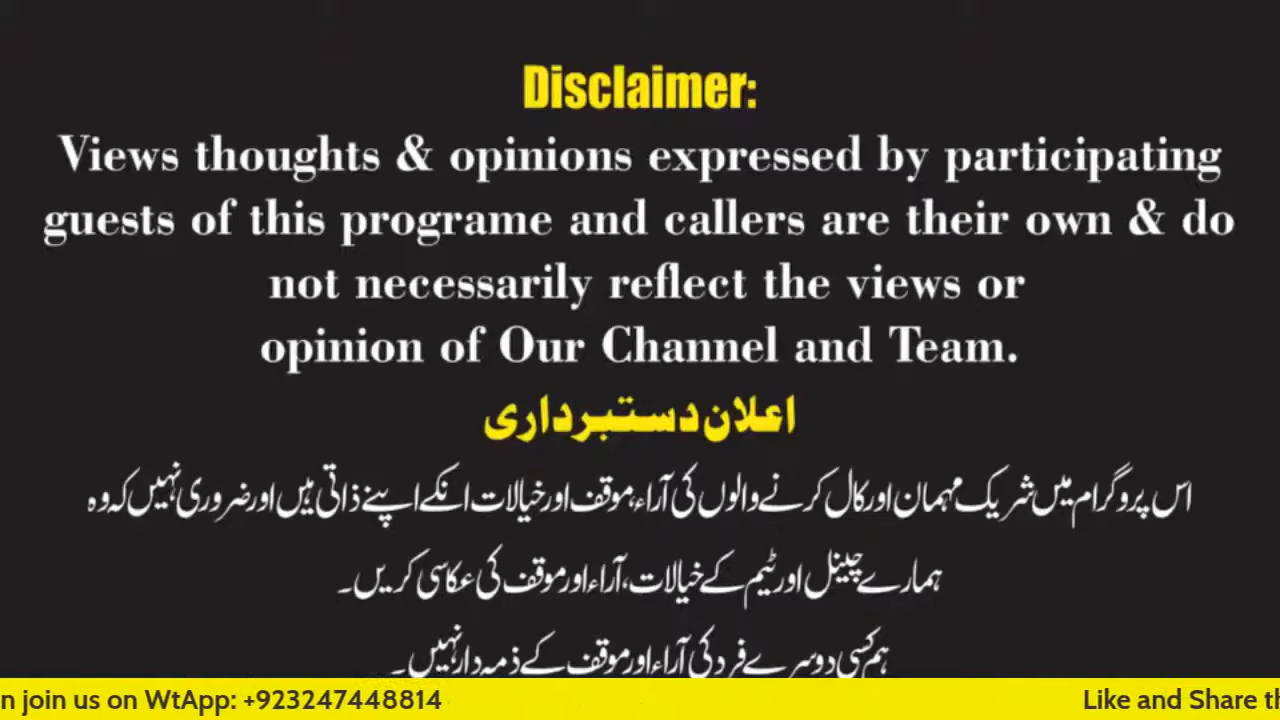 Disclaimer:
Views thoughts & opinions expressed by participating
guests of this programe and callers are their own & do
not necessarily reflect the views or
opinion of Our Channel and Team.
اعلان دستبرداری
اس پروگرام میں شریک مہمان اور کال کرنے والوں کی آراء، موقف اور خیالات انکے اپنے ذاتی ہیں اور ضروری نہیں کہ وہ
ہمارے چینل اور ٹیم کے خیالات، آراء اور موقف کی عکاسی کریں۔
ہم کسی دوسرے فرد کی آراء اور موقف کے ذمہ دار نہیں۔
n join us on WtApp: +923247448814 Like and Share th